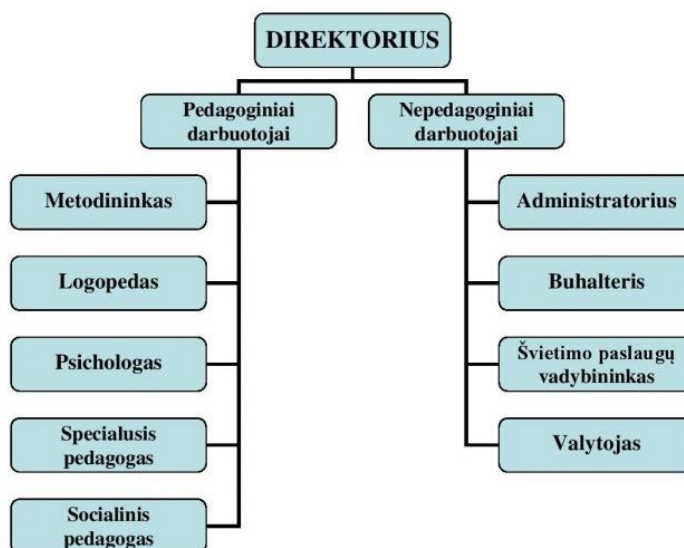 DIREKTORIUS
Pedagoginiai
darbuotojai
Nepedagoginiai
darbuotojai
Metodininkas
Logopedas
Psichologas
Specialusis
pedagogas
Socialinis
pedagogas
Administratorius
Buhalteris
Švietimo paslaugų
vadybininkas
Valytojas